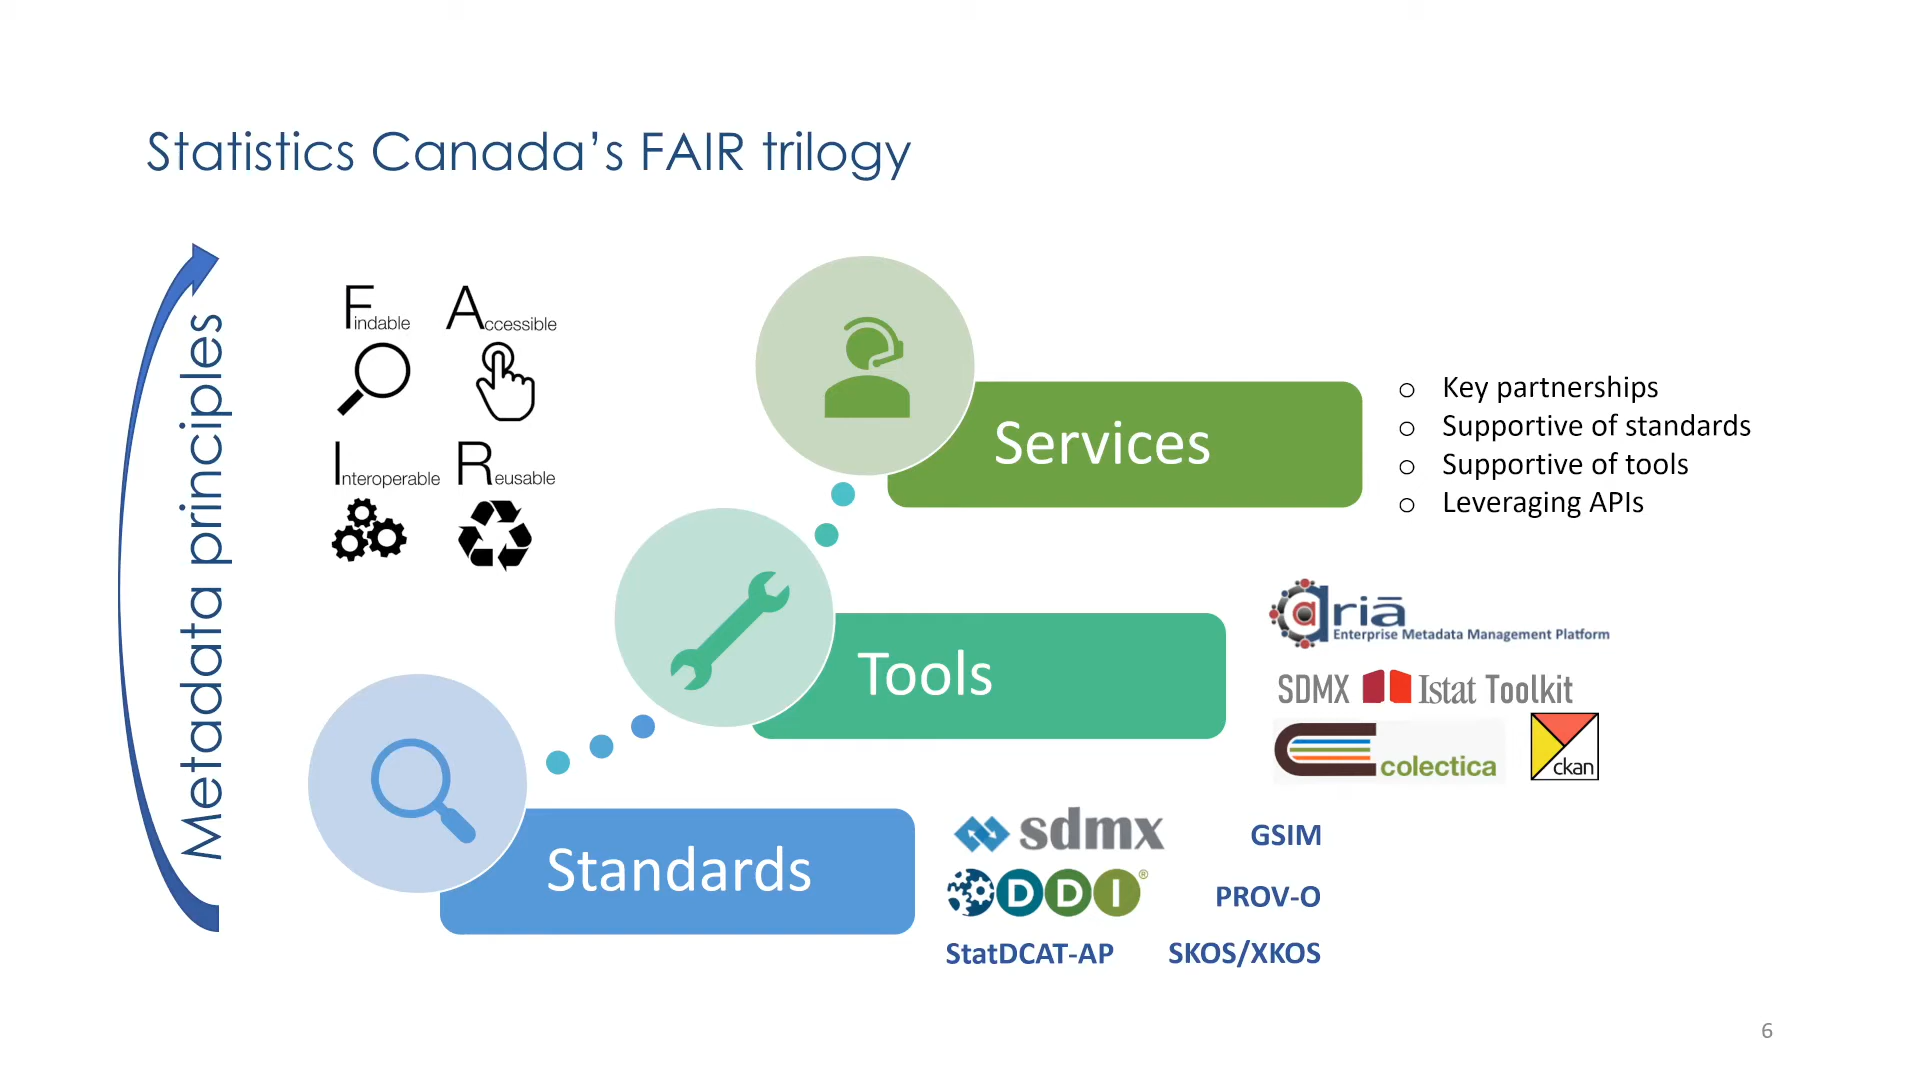 Statistics Canada’s FAIR trilogy
Metadata principles
Findable
Accessible
Interoperable
Reusable
Services
o Key partnerships
o Supportive of standards
o Supportive of tools
o Leveraging APIs
Tools
ariā
Enterprise Metadata Management Platform
SDMX Istat Toolkit
colectica
ckan
Standards
sdmx
GSIM
DDI®
PROV-O
StatDCAT-AP
SKOS/XKOS
6